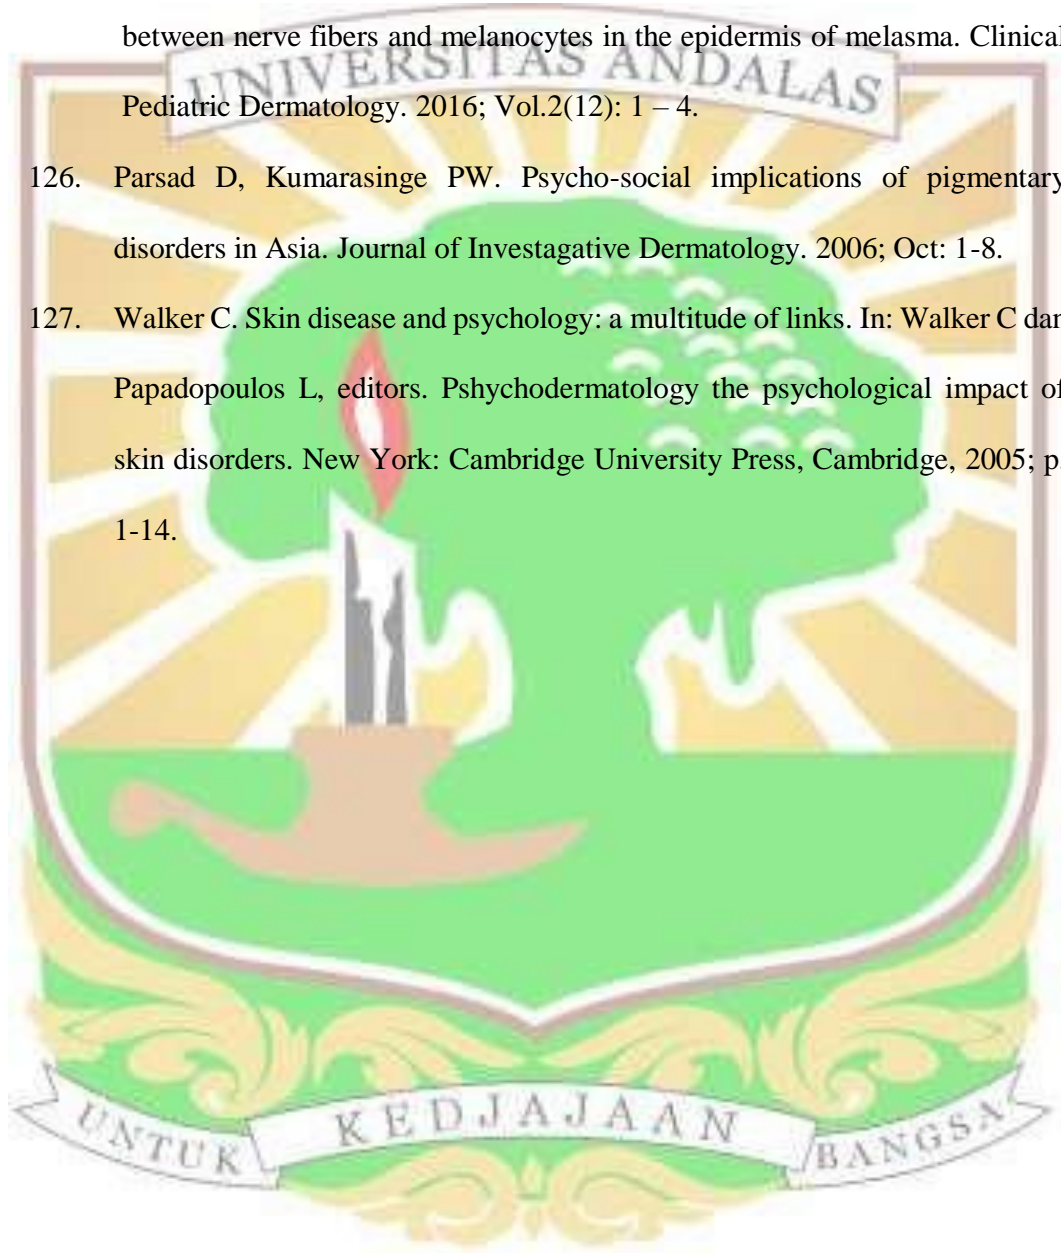 between nerve fibers and melanocytes in the epidermis of melasma. Clinical
UNIVERSITAS ANDALAS
Pediatric Dermatology. 2016; Vol.2(12): 1 – 4.
126. Parsad D, Kumarasinge PW. Psycho-social implications of pigmentary
disorders in Asia. Journal of Investagative Dermatology. 2006; Oct: 1-8.
127. Walker C. Skin disease and psychology: a multitude of links. In: Walker C dan
Papadopoulos L, editors. Pshychodermatology the psychological impact of
skin disorders. New York: Cambridge University Press, Cambridge, 2005; p.
1-14.
UNTUK KEDJAJAAN BANGSA